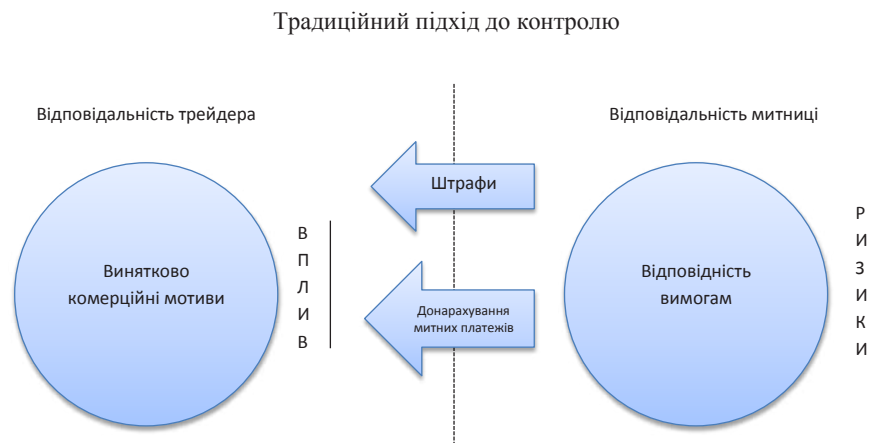 Традиційний підхід до контролю
Відповідальність трейдера
Відповідальність митниці
Винятково
комерційні мотиви
В
П
Л
И
В
Штрафи
Донарахування
митних платежів
Відповідність
вимогам
Р
И
З
И
К
И